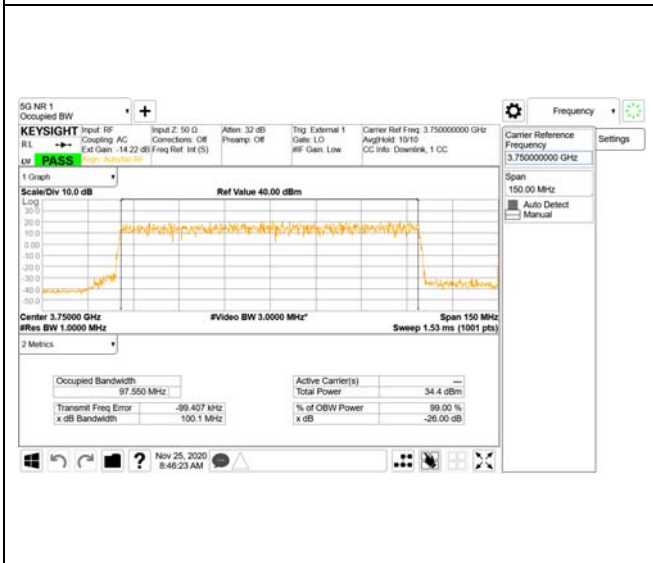 5G NR 1
Occupied BW
+
Frequency
KEYSIGHT
RL
PASS
Input: RF
Coupling: AC
Ext Gain: -14.22 dB
Align: Auto/No RF
Input Z: 50 Ω
Corrections: Off
Freq Ref: Int (S)
Atten: 32 dB
Preamp: Off
Trig: External 1
Gate: LO
#IF Gain: Low
Carrier Ref Freq: 3.750000000 GHz
Avg|Hold: 10/10
CC Info: Downlink, 1 CC
Carrier Reference
Frequency
3.750000000 GHz
Settings
Span
150.00 MHz
Auto Detect
Manual
1 Graph
Scale/Div 10.0 dB
Ref Value 40.00 dBm
Log
30.0
20.0
10.0
0.00
-10.0
-20.0
-30.0
-40.0
-50.0
Center 3.75000 GHz
#Video BW 3.0000 MHz*
Span 150 MHz
#Res BW 1.0000 MHz
Sweep 1.53 ms (1001 pts)
2 Metrics
Occupied Bandwidth
97.550 MHz
Active Carrier(s) ---
Total Power 34.4 dBm
Transmit Freq Error -99.407 kHz
% of OBW Power 99.00 %
x dB Bandwidth 100.1 MHz
x dB -26.00 dB
?
Nov 25, 2020
8:46:23 AM